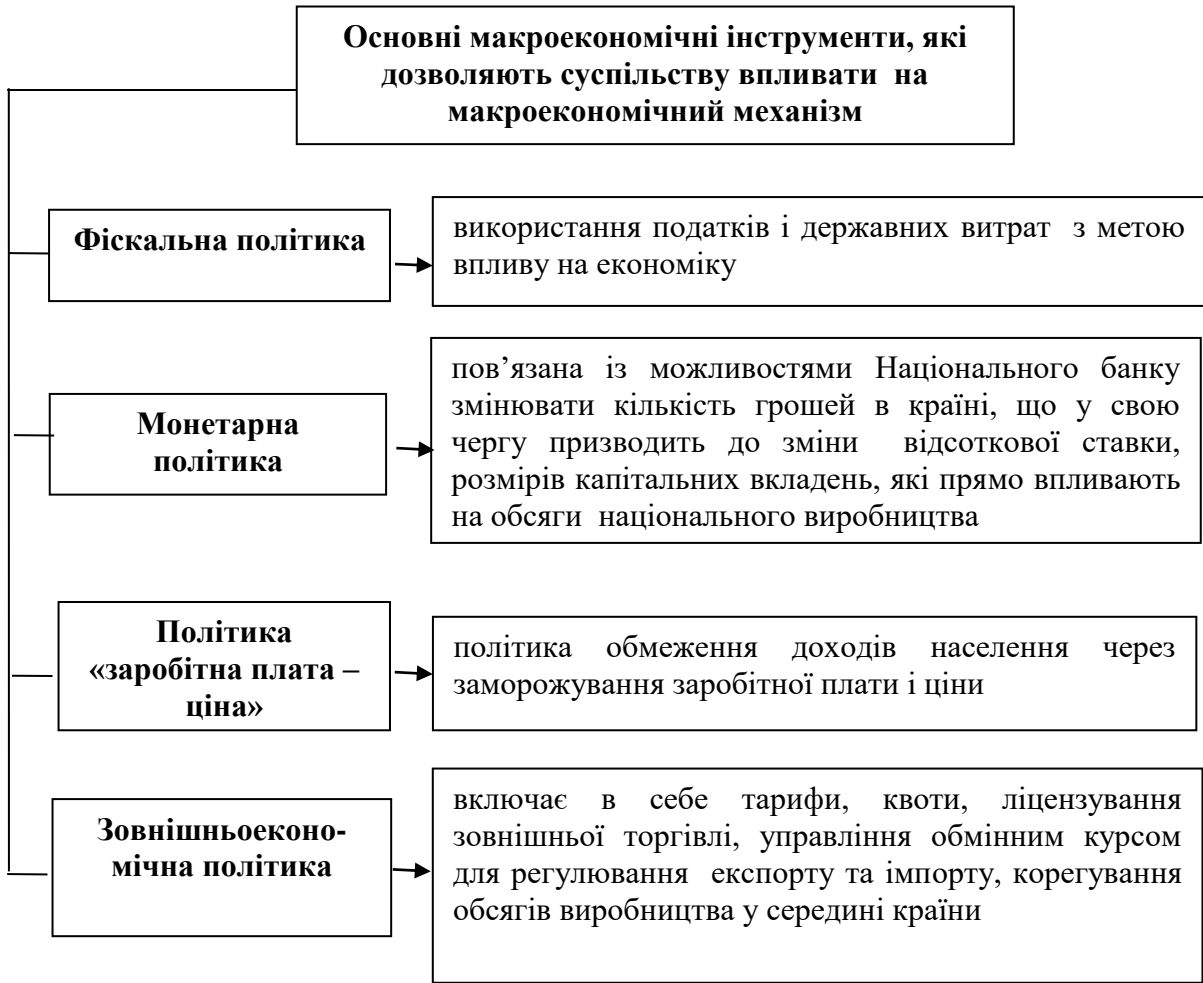 Основні макроекономічні інструменти, які
дозволяють суспільству впливати на
макроекономічний механізм
Фіскальна політика
використання податків і державних витрат з метою
впливу на економіку
Монетарна
політика
пов’язана із можливостями Національного банку
змінювати кількість грошей в країні, що у свою
чергу призводить до зміни відсоткової ставки,
розмірів капітальних вкладень, які прямо впливають
на обсяги національного виробництва
Політика
«заробітна плата –
ціна»
політика обмеження доходів населення через
заморожування заробітної плати і ціни
Зовнішньоеконо-
мічна політика
включає в себе тарифи, квоти, ліцензування
зовнішньої торгівлі, управління обмінним курсом
для регулювання експорту та імпорту, корегування
обсягів виробництва у середині країни